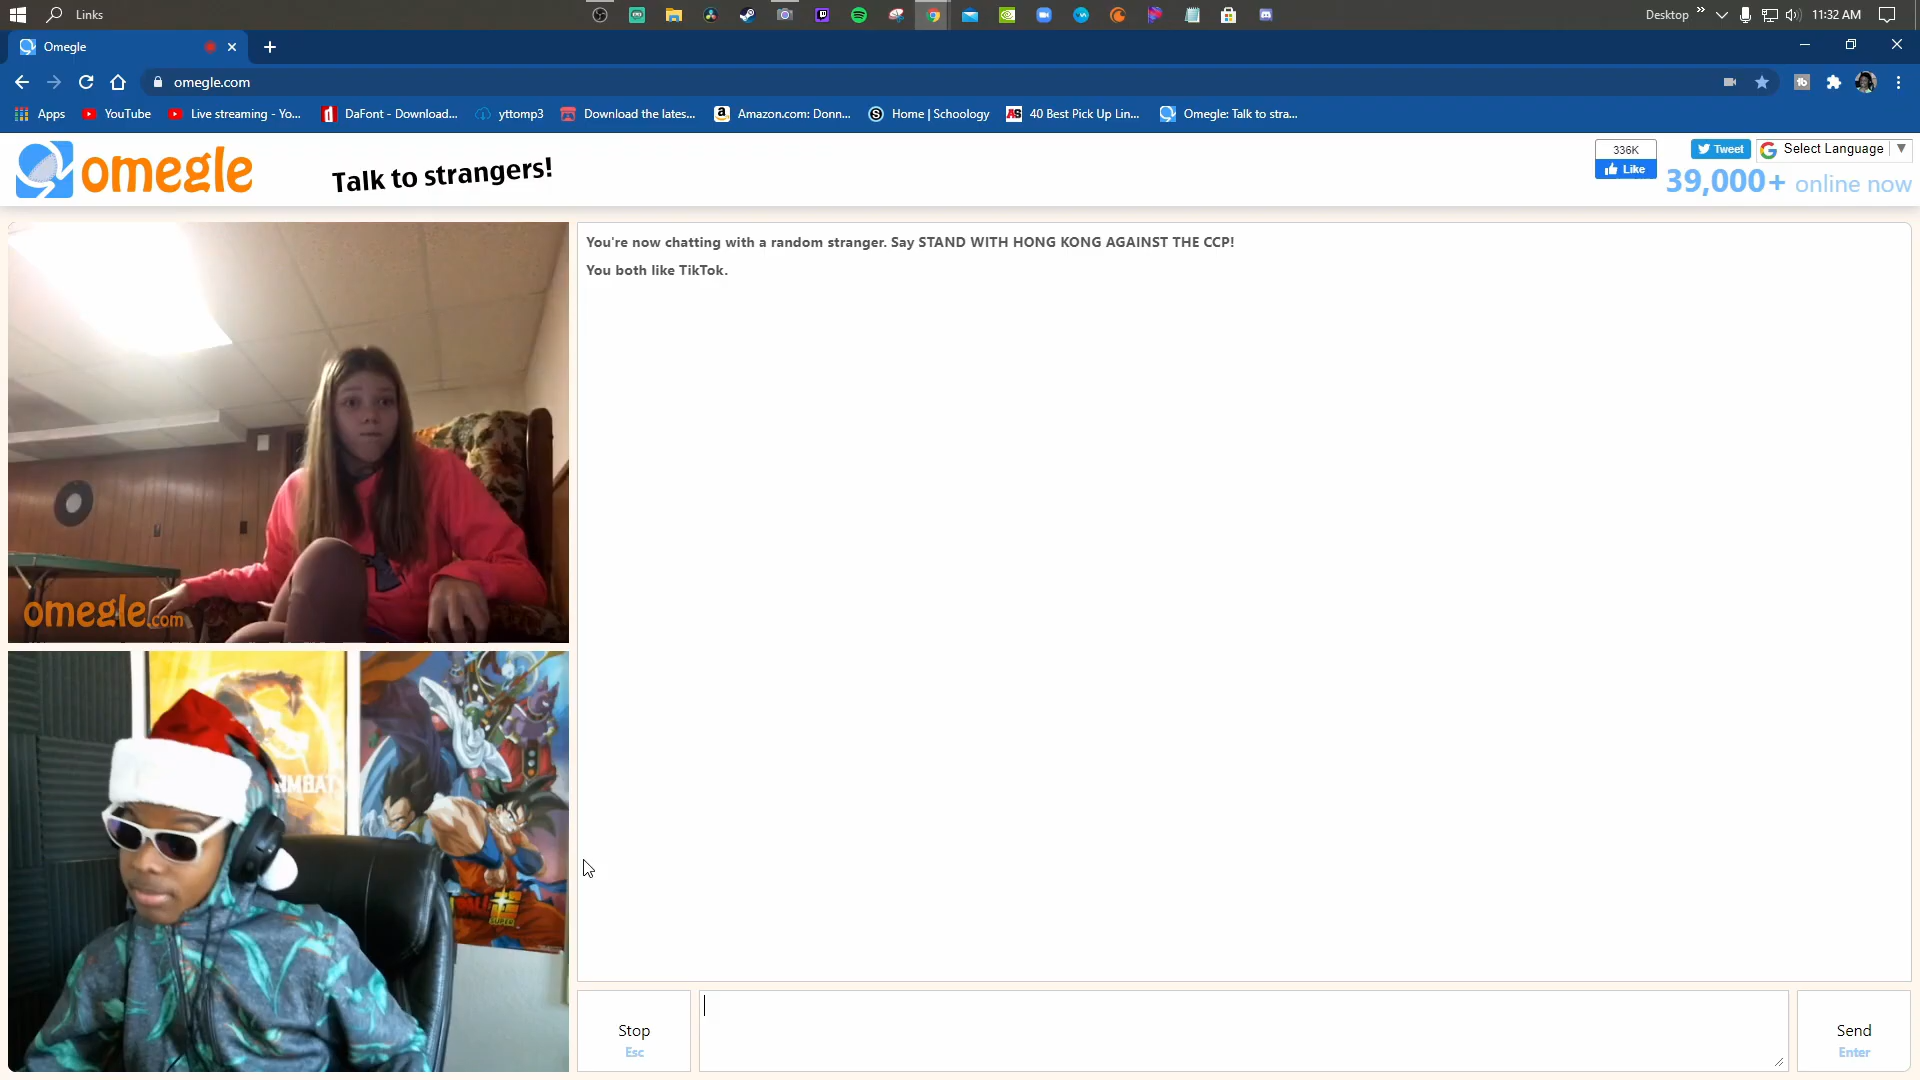 Links
Desktop
11:32 AM
Omegle
omegle.com
Apps
YouTube
Live streaming - Yo...
DaFont - Download...
yttomp3
Download the lates...
Amazon.com: Donn...
Home | Schoology
40 Best Pick Up Lin...
Omegle: Talk to stra...
omegle
Talk to strangers!
336K
Like
Tweet
Select Language
39,000+ online now
You're now chatting with a random stranger. Say STAND WITH HONG KONG AGAINST THE CCP!
You both like TikTok.
omegle.com
SUPER
Stop
Esc
Send
Enter